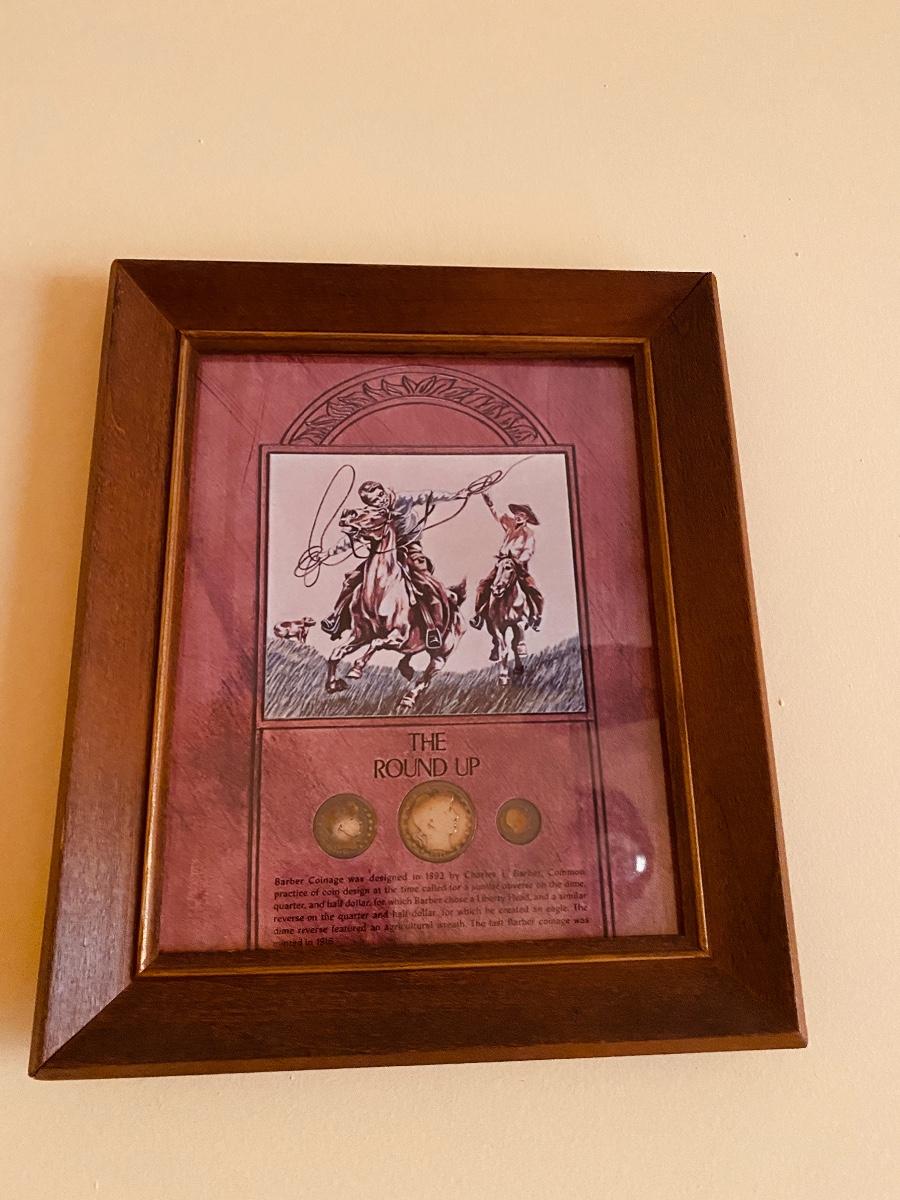 THE
ROUND UP
Barber Coinage was designed in 1892 by Charles E. Barber. Common
practice of coin design at the time called for a similar obverse on the dime,
quarter, and half dollar, for which Barber chose a Liberty Head, and a similar
reverse on the quarter and half dollar, for which he created an eagle. The
dime reverse featured an agricultural wreath. The last Barber coinage was
minted in 1916.